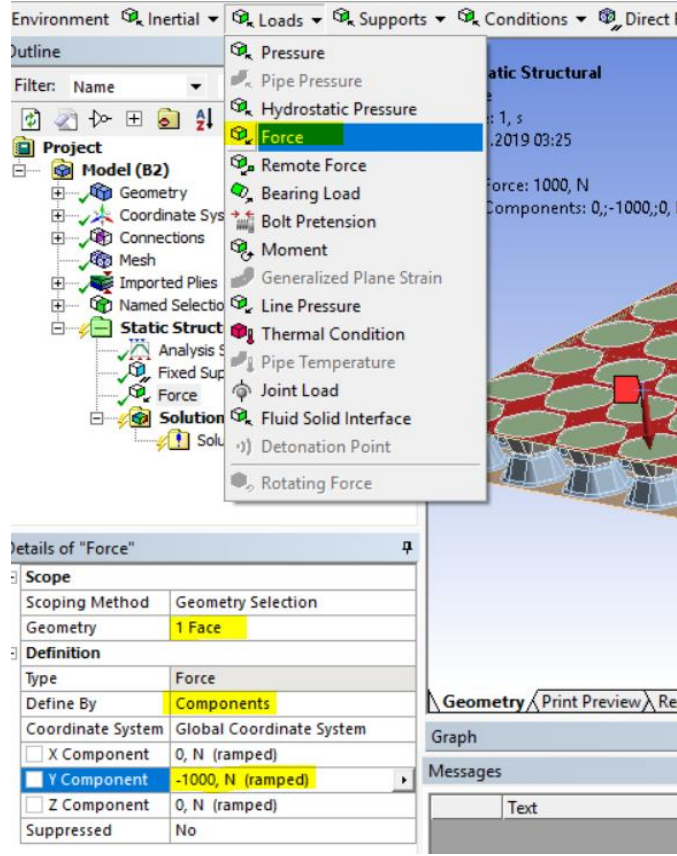 Environment Inertial Loads Supports Conditions Direct
Outline
Filter: Name
Project
Model (B2)
Geometry
Coordinate Sys
Connections
Mesh
Imported Plies
Named Selectio
Static Struct
Analysis S
Fixed Sup
Force
Solution
Solu
Pressure
Pipe Pressure
Hydrostatic Pressure
Force
Remote Force
Bearing Load
Bolt Pretension
Moment
Generalized Plane Strain
Line Pressure
Thermal Condition
Pipe Temperature
Joint Load
Fluid Solid Interface
Detonation Point
Rotating Force
atic Structural
: 1, s
.2019 03:25
Force: 1000, N
Components: 0,;-1000,;0,
Details of "Force"
Scope
Scoping Method Geometry Selection
Geometry 1 Face
Definition
Type Force
Define By Components
Coordinate System Global Coordinate System
X Component 0, N (ramped)
Y Component -1000, N (ramped)
Z Component 0, N (ramped)
Suppressed No
Geometry Print Preview Re
Graph
Messages
Text